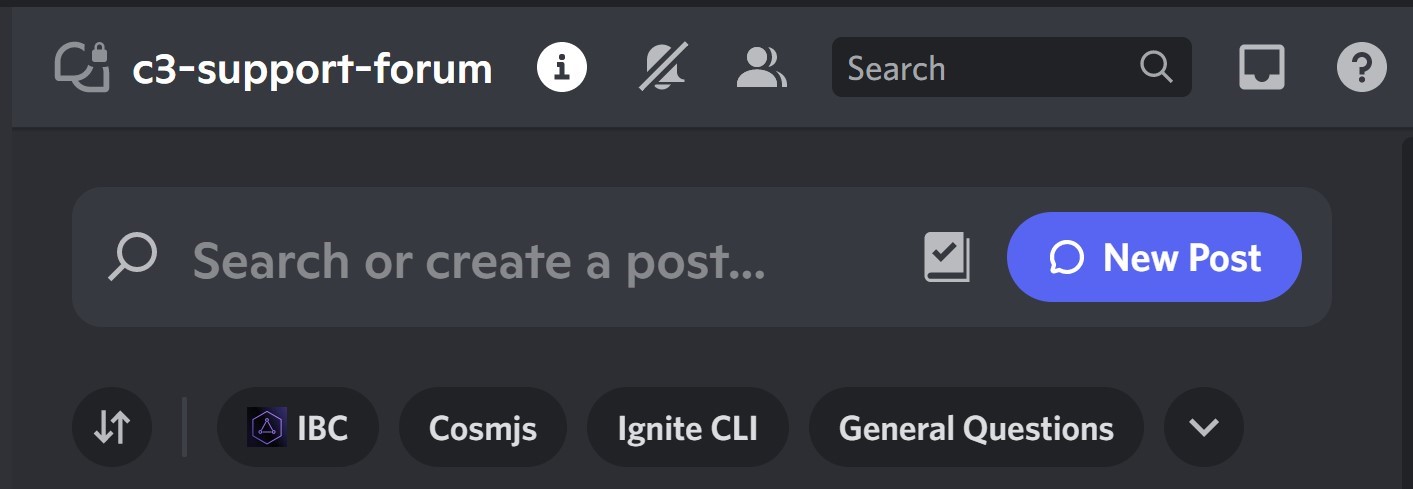 c3-support-forum Search
Search or create a post... New Post
IBC Cosmjs Ignite CLI General Questions